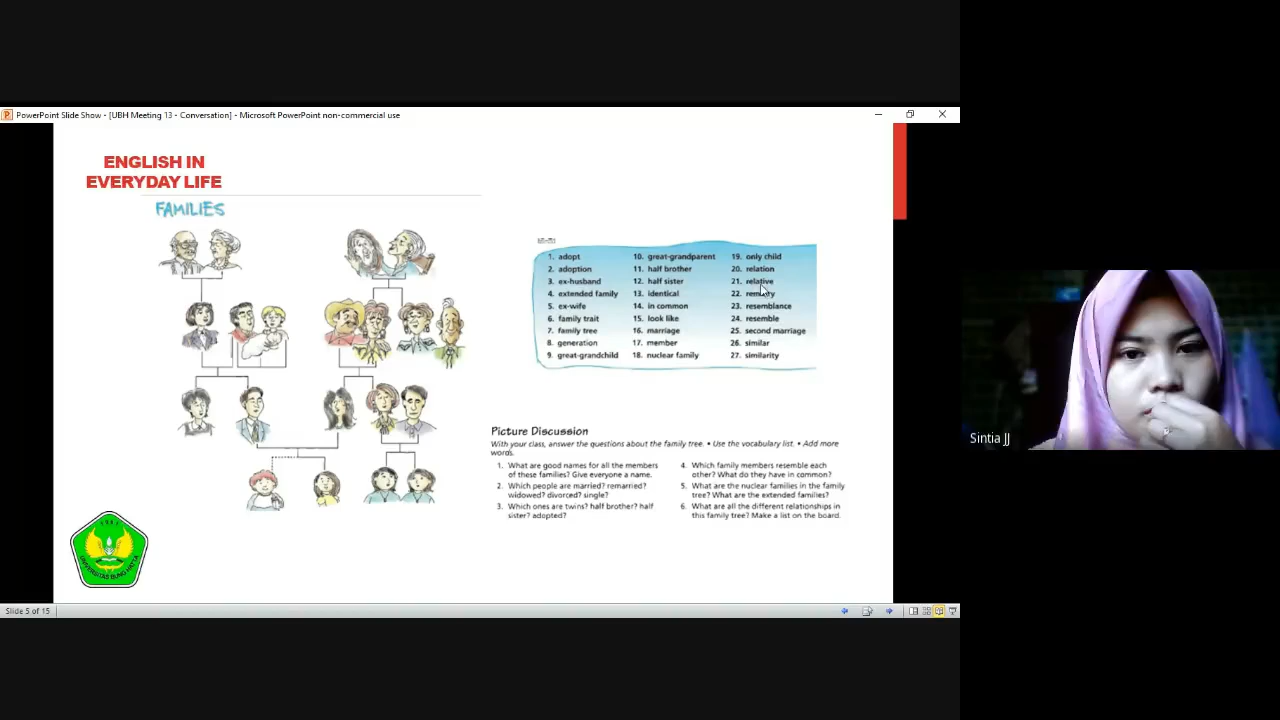 PowerPoint Slide Show - [UBH Meeting 13 - Conversation] - Microsoft PowerPoint non-commercial use
ENGLISH IN
EVERYDAY LIFE
FAMILIES
1. adopt
2. adoption
3. ex-husband
4. extended family
5. ex-wife
6. family trait
7. family tree
8. generation
9. great-grandchild
10. great-grandparent
11. half brother
12. half sister
13. identical
14. in common
15. look like
16. marriage
17. member
18. nuclear family
19. only child
20. relation
21. relative
22.
23. resemblance
24. resemble
25. second marriage
26. similar
27. similarity
Picture Discussion
With your class, answer the questions about the family tree. • Use the vocabulary list. • Add more
words.
1. What are good names for all the members
of these families? Give everyone a name.
2. Which people are married? remarried?
widowed? divorced? single?
3. Which ones are twins? half brother? half
sister? adopted?
4. Which family members resemble each
other? What do they have in common?
5. What are the nuclear families in the family
tree? What are the extended families?
6. What are all the different relationships in
this family tree? Make a list on the board.
UNIVERSITAS BUNG HATTA
Slide 5 of 15
Sintia JJ